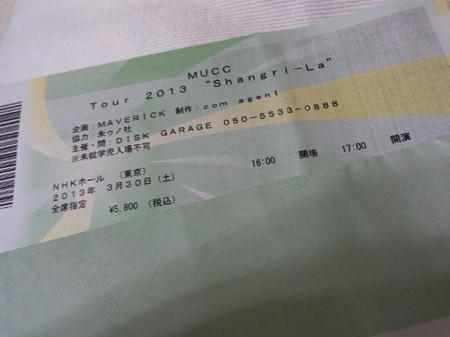 MUCC
Tour 2013 "Shangri-La"
企画:MAVERICK 制作:com agent
協力:朱ゥノ吐
主催・問:DISK GARAGE 050-5533-0888
※未就学児入場不可
NHKホール (東京)
2013年 3月30日(土) 16:00 開場 17:00 開演
全席指定 ¥5,800 (税込)